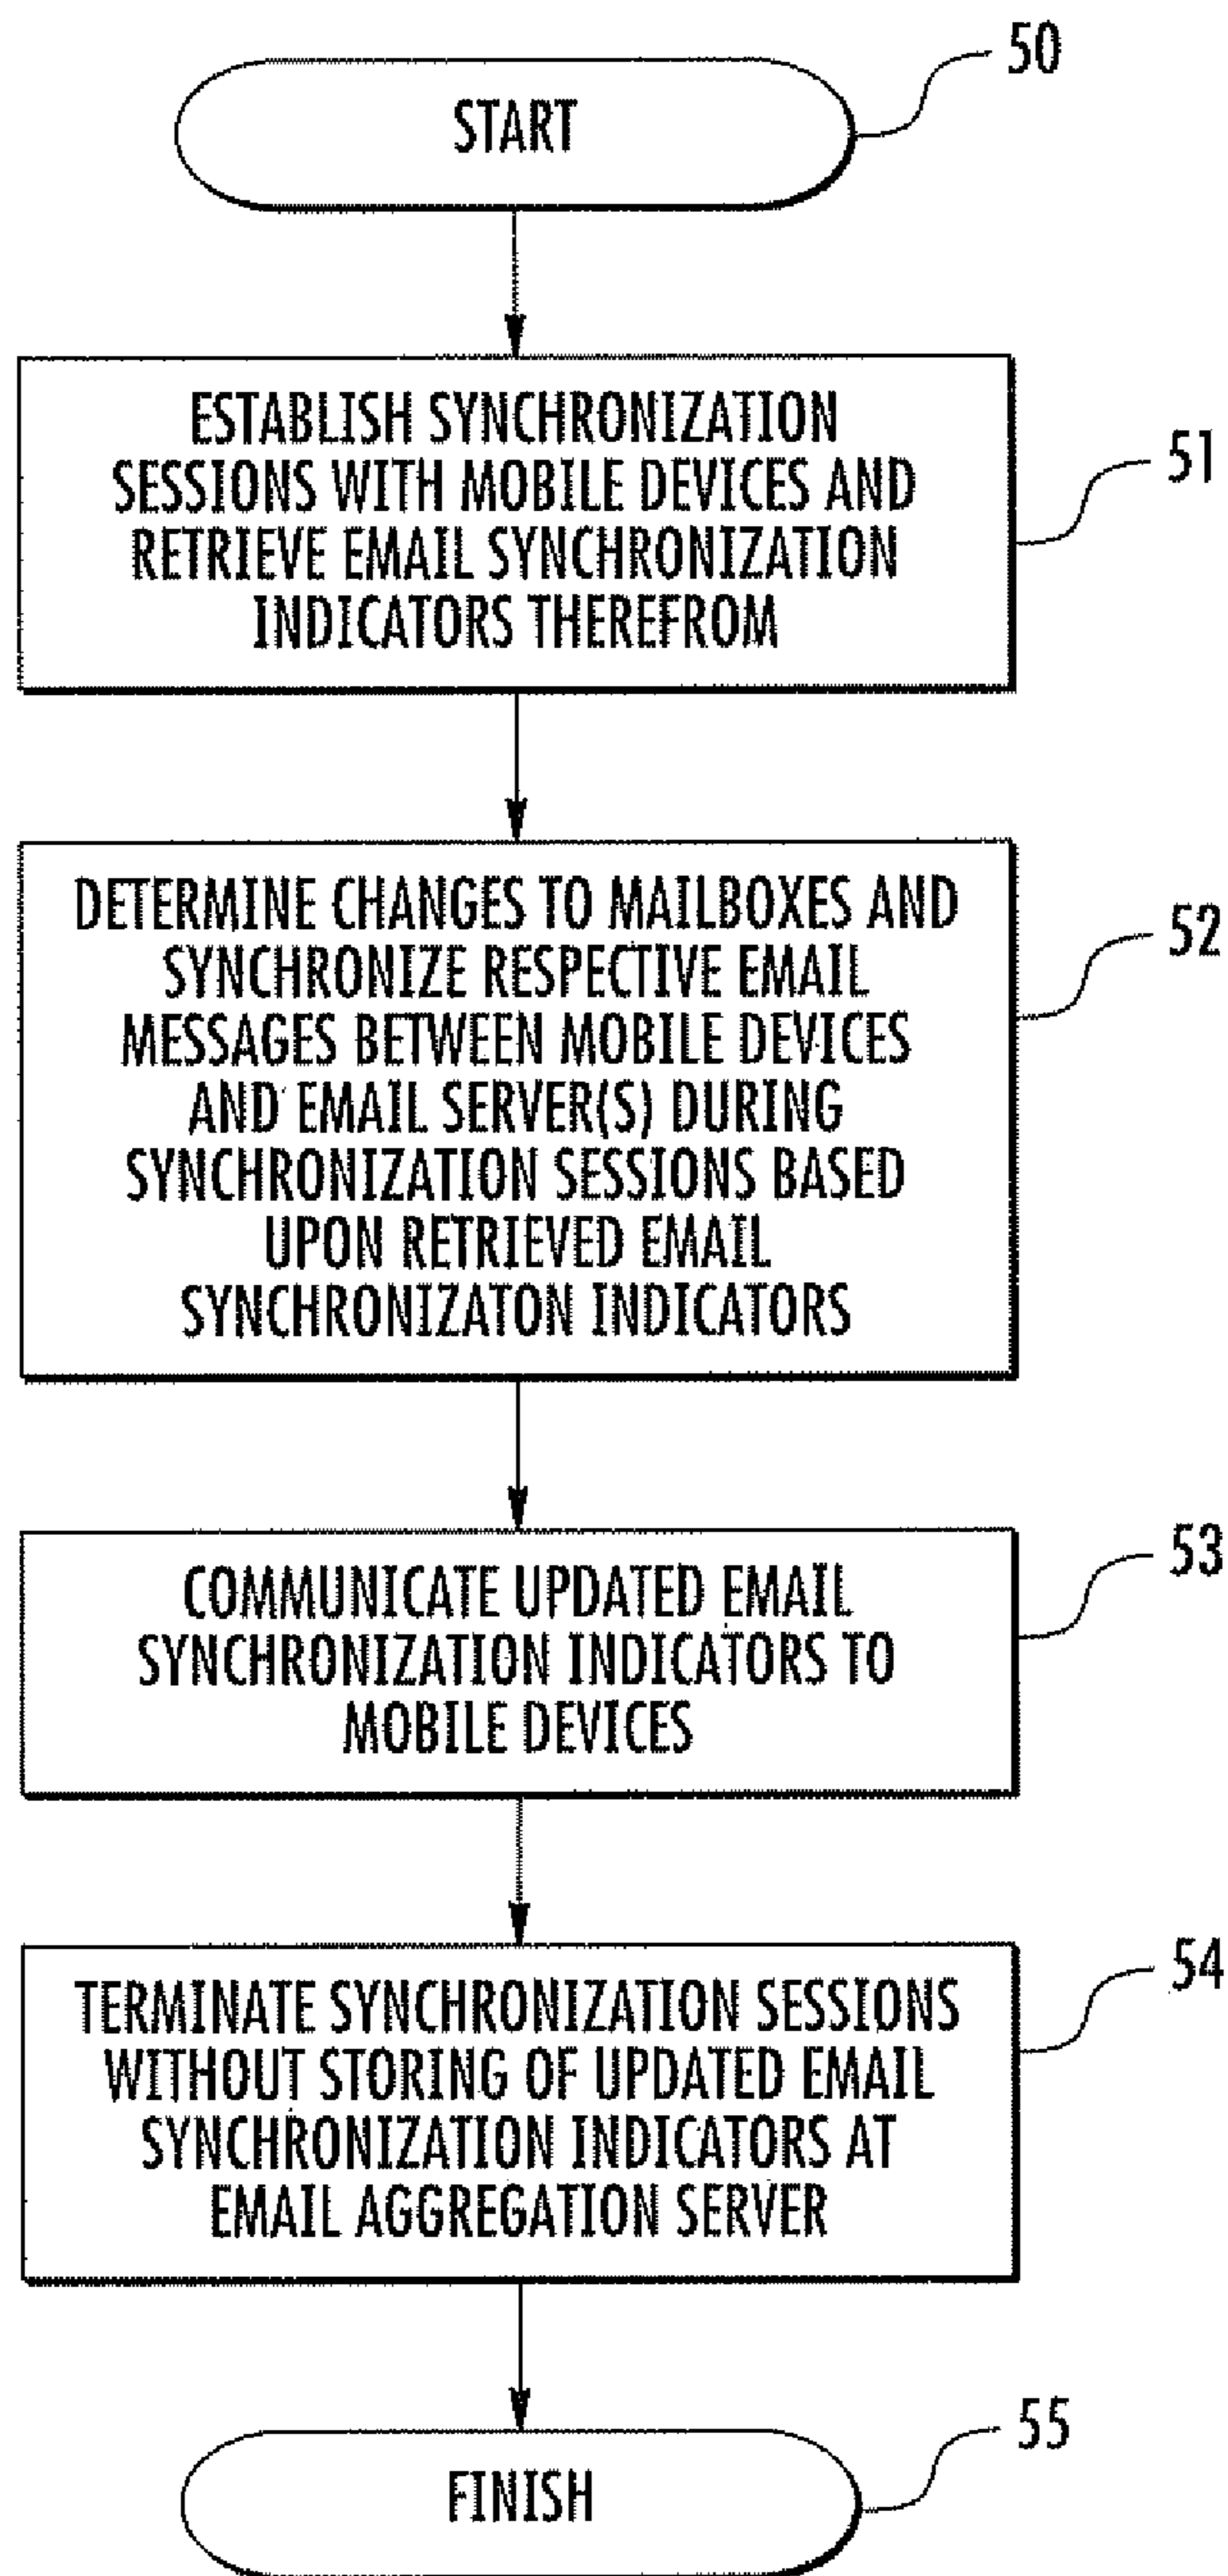 START
50
ESTABLISH SYNCHRONIZATION
SESSIONS WITH MOBILE DEVICES AND
RETRIEVE EMAIL SYNCHRONIZATION
INDICATORS THEREFROM
51
DETERMINE CHANGES TO MAILBOXES AND
SYNCHRONIZE RESPECTIVE EMAIL
MESSAGES BETWEEN MOBILE DEVICES
AND EMAIL SERVER(S) DURING
SYNCHRONIZATION SESSIONS BASED
UPON RETRIEVED EMAIL
SYNCHRONIZATON INDICATORS
52
COMMUNICATE UPDATED EMAIL
SYNCHRONIZATION INDICATORS TO
MOBILE DEVICES
53
TERMINATE SYNCHRONIZATION SESSIONS
WITHOUT STORING OF UPDATED EMAIL
SYNCHRONIZATION INDICATORS AT
EMAIL AGGREGATION SERVER
54
FINISH
55